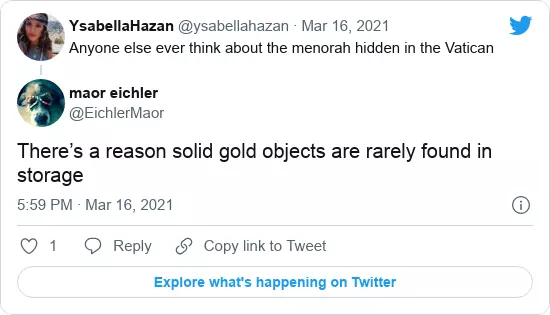 YsabellaHazan @ysabellahazan · Mar 16, 2021
Anyone else ever think about the menorah hidden in the Vatican
maor eichler
@EichlerMaor
There's a reason solid gold objects are rarely found in
storage
5:59 PM · Mar 16, 2021
1 Reply Copy link to Tweet
Explore what's happening on Twitter